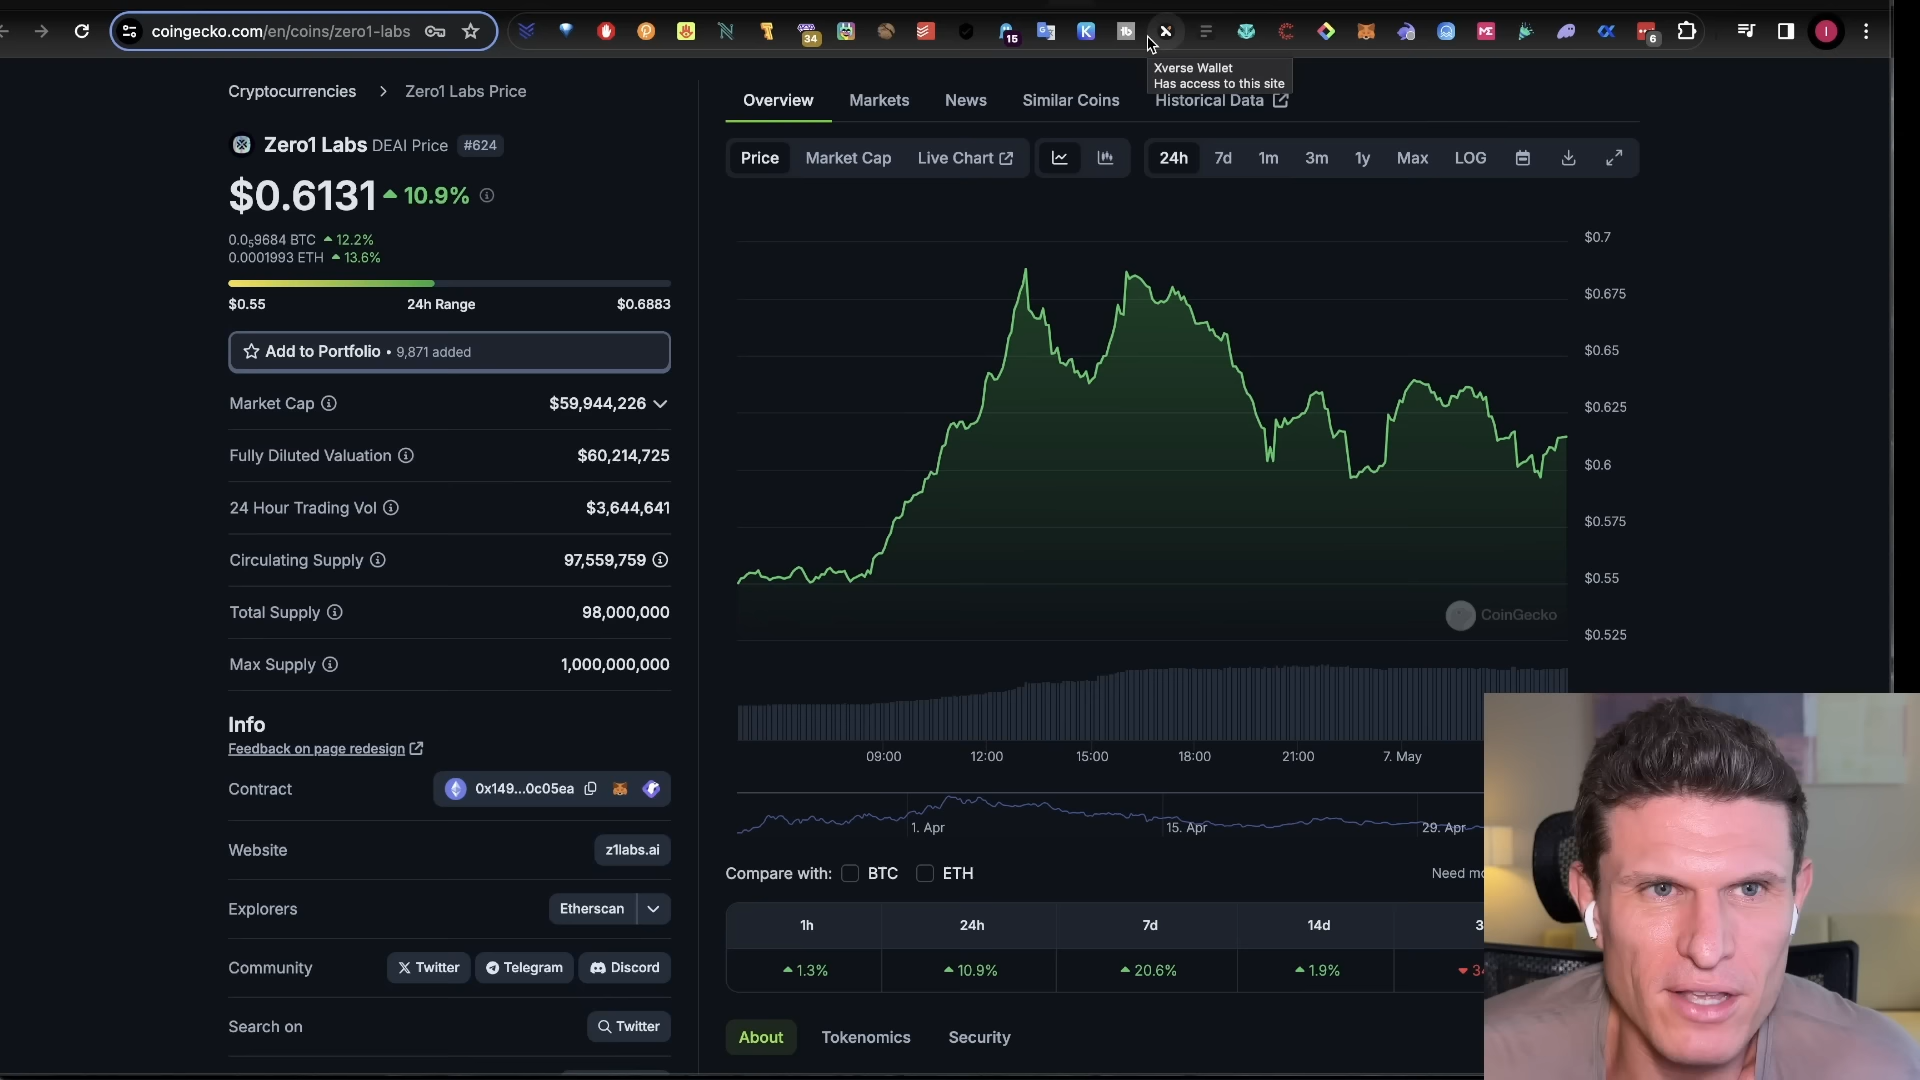 coingecko.com/en/coins/zero1-labs
34
15
1b
6
I
Xverse Wallet
Has access to this site
Cryptocurrencies > Zero1 Labs Price
Overview Markets News Similar Coins Historical Data
Zero1 Labs DEAI Price #624
Price Market Cap Live Chart 24h 7d 1m 3m 1y Max LOG
$0.6131 10.9%
0.0₅9684 BTC 12.2%
0.0001993 ETH 13.6%
$0.55 24h Range $0.6883
Add to Portfolio • 9,871 added
Market Cap $59,944,226
Fully Diluted Valuation $60,214,725
24 Hour Trading Vol $3,644,641
Circulating Supply 97,559,759
Total Supply 98,000,000
Max Supply 1,000,000,000
Info
Feedback on page redesign
Contract 0x149...0c05ea
Website z1labs.ai
Explorers Etherscan
Community Twitter Telegram Discord
Search on Twitter
$0.7
$0.675
$0.65
$0.625
$0.6
$0.575
$0.55
$0.525
CoinGecko
09:00 12:00 15:00 18:00 21:00 7. May
1. Apr 15. Apr 29. Apr
Compare with: BTC ETH Need
1h 24h 7d 14d
1.3% 10.9% 20.6% 1.9%
About Tokenomics Security